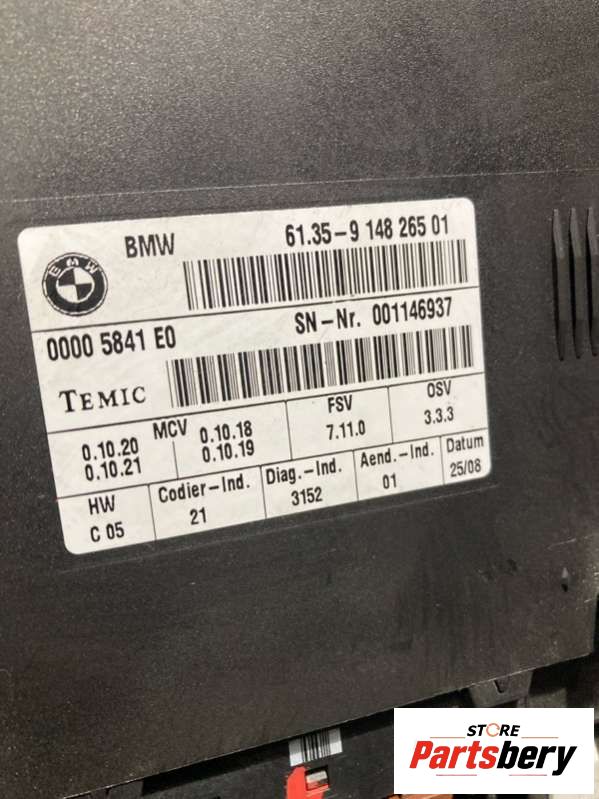 BMW
BMW 61.35-9 148 265 01
0000 5841 E0 SN-Nr. 001146937
TEMIC
MCV FSV OSV
0.10.20 0.10.18 7.11.0 3.3.3
0.10.21 0.10.19
HW Codier-Ind. Diag.-Ind. Aend.-Ind. Datum
C 05 21 3152 01 25/08
STORE
Partsbery